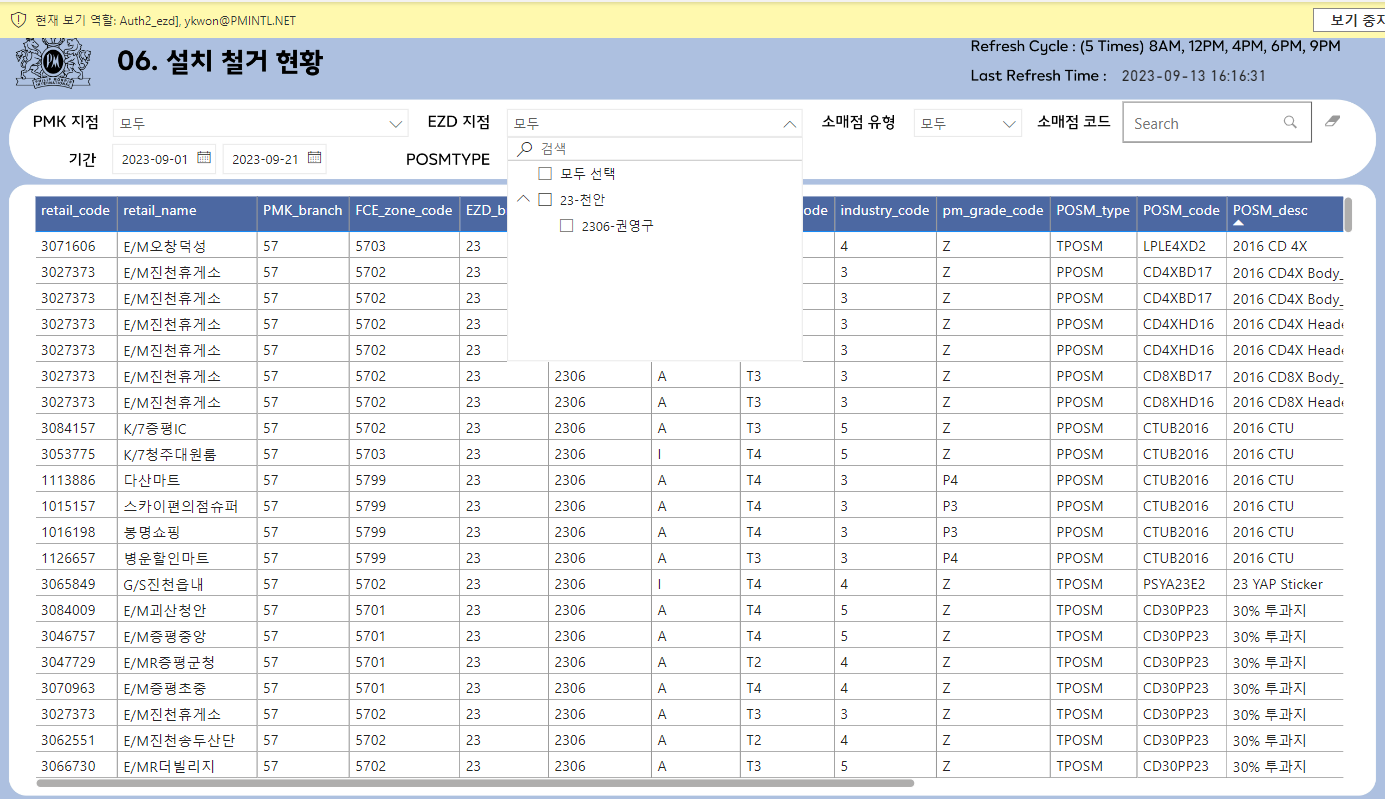 현재 보기 역할: Auth2_ezd], ykwon@PMINTL.NET
보기 중지
06. 설치 철거 현황
Refresh Cycle : (5 Times) 8AM, 12PM, 4PM, 6PM, 9PM
Last Refresh Time : 2023-09-13 16:16:31
PMK 지점 모두 EZD 지점 모두 소매점 유형 모두 소매점 코드 Search
기간 2023-09-01 2023-09-21 POSMTYPE
검색
모두 선택
23-천안
2306-권영구
retail_code retail_name PMK_branch FCE_zone_code EZD_b ode industry_code pm_grade_code POSM_type POSM_code POSM_desc
3071606 E/M오창덕성 57 5703 23 4 Z TPOSM LPLE4XD2 2016 CD 4X
3027373 E/M진천휴게소 57 5702 23 3 Z PPOSM CD4XBD17 2016 CD4X Body_
3027373 E/M진천휴게소 57 5702 23 3 Z PPOSM CD4XBD17 2016 CD4X Body_
3027373 E/M진천휴게소 57 5702 23 3 Z PPOSM CD4XHD16 2016 CD4X Heade
3027373 E/M진천휴게소 57 5702 23 3 Z PPOSM CD4XHD16 2016 CD4X Heade
3027373 E/M진천휴게소 57 5702 23 2306 A T3 3 Z PPOSM CD8XBD17 2016 CD8X Body_
3027373 E/M진천휴게소 57 5702 23 2306 A T3 3 Z PPOSM CD8XHD16 2016 CD8X Heade
3084157 K/7증평IC 57 5702 23 2306 A T3 5 Z PPOSM CTUB2016 2016 CTU
3053775 K/7청주대원룸 57 5703 23 2306 I T4 5 Z PPOSM CTUB2016 2016 CTU
1113886 다산마트 57 5799 23 2306 A T4 3 P4 PPOSM CTUB2016 2016 CTU
1015157 스카이편의점슈퍼 57 5799 23 2306 A T4 3 P3 PPOSM CTUB2016 2016 CTU
1016198 봉명쇼핑 57 5799 23 2306 A T4 3 P3 PPOSM CTUB2016 2016 CTU
1126657 병운할인마트 57 5799 23 2306 A T3 3 P4 PPOSM CTUB2016 2016 CTU
3065849 G/S진천읍내 57 5702 23 2306 I T4 4 Z TPOSM PSYA23E2 23 YAP Sticker
3084009 E/M괴산청안 57 5701 23 2306 A T4 5 Z TPOSM CD30PP23 30% 투과지
3046757 E/M증평중앙 57 5701 23 2306 A T4 5 Z TPOSM CD30PP23 30% 투과지
3047729 E/MR증평군청 57 5701 23 2306 A T2 4 Z TPOSM CD30PP23 30% 투과지
3070963 E/M증평초중 57 5701 23 2306 A T4 4 Z TPOSM CD30PP23 30% 투과지
3027373 E/M진천휴게소 57 5702 23 2306 A T3 3 Z TPOSM CD30PP23 30% 투과지
3062551 E/M진천송두산단 57 5702 23 2306 A T2 4 Z TPOSM CD30PP23 30% 투과지
3066730 E/MR더빌리지 57 5702 23 2306 A T3 5 Z TPOSM CD30PP23 30% 투과지